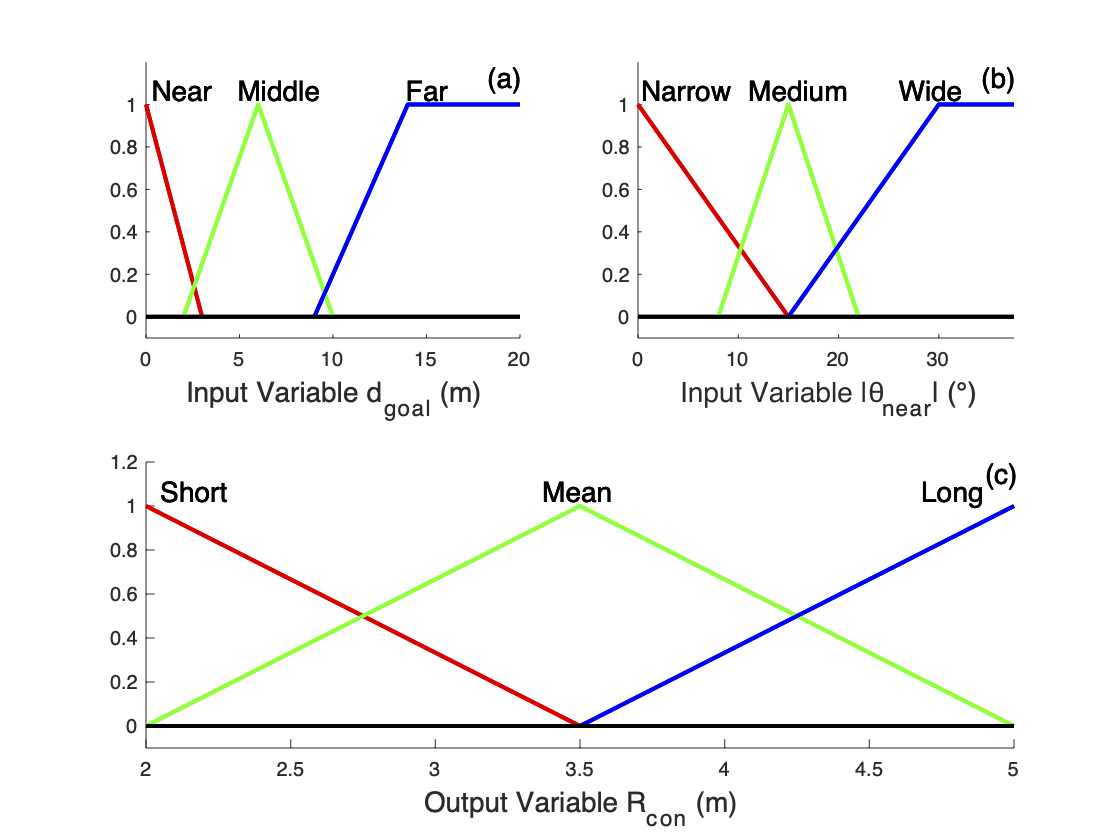 (a)
Near Middle Far
1
0.8
0.6
0.4
0.2
0
0 5 10 15 20
Input Variable d_goal (m)
(b)
Narrow Medium Wide
1
0.8
0.6
0.4
0.2
0
0 10 20 30
Input Variable |θ_near| (°)
(c)
1.2
Short Mean Long
1
0.8
0.6
0.4
0.2
0
2 2.5 3 3.5 4 4.5 5
Output Variable R_con (m)